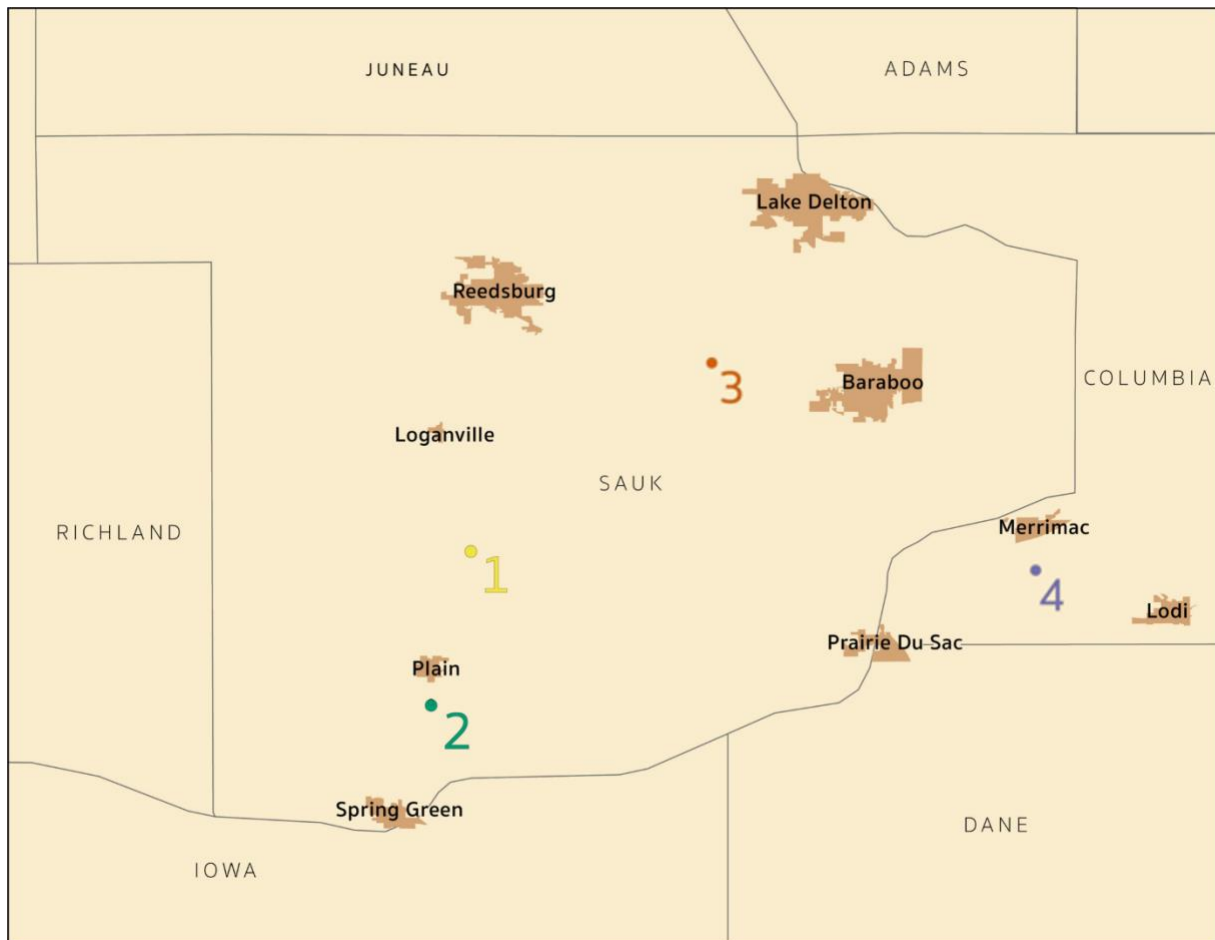 JUNEAU
ADAMS
Lake Delton
Reedsburg
3
Baraboo
COLUMBIA
Loganville
SAUK
RICHLAND
Merrimac
1
4
Lodi
Prairie Du Sac
Plain
2
Spring Green
DANE
IOWA